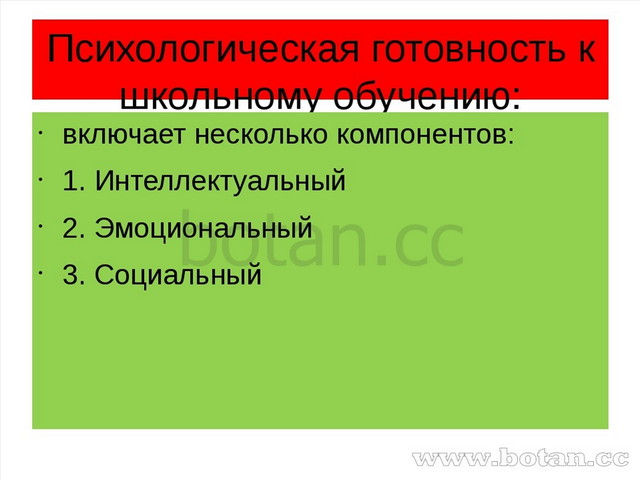 Психологическая готовность к
школьному обучению:
включает несколько компонентов:
1. Интеллектуальный
2. Эмоциональный
botan.cc
3. Социальный
www.botan.cc